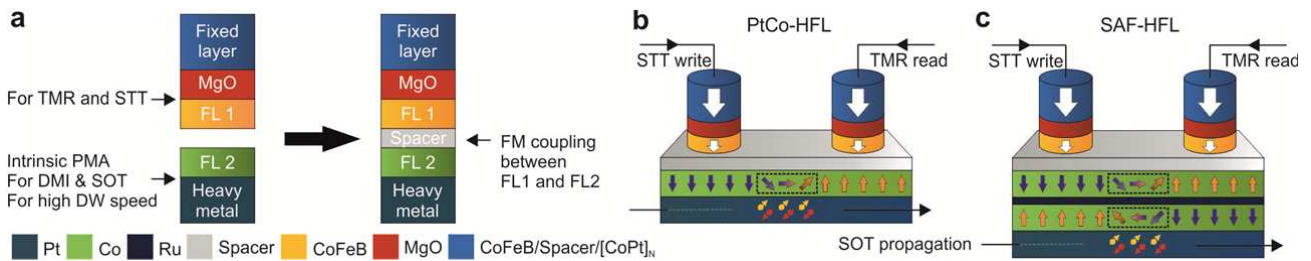 a
Fixed
layer
MgO
FL 1
For TMR and STT
FL 2
Heavy
metal
Intrinsic PMA
For DMI & SOT
For high DW speed
Fixed
layer
MgO
FL 1
Spacer
FL 2
Heavy
metal
FM coupling
between
FL1 and FL2
b
PtCo-HFL
STT write
TMR read
c
SAF-HFL
STT write
TMR read
SOT propagation
Pt
Co
Ru
Spacer
CoFeB
MgO
CoFeB/Spacer/[CoPt]N